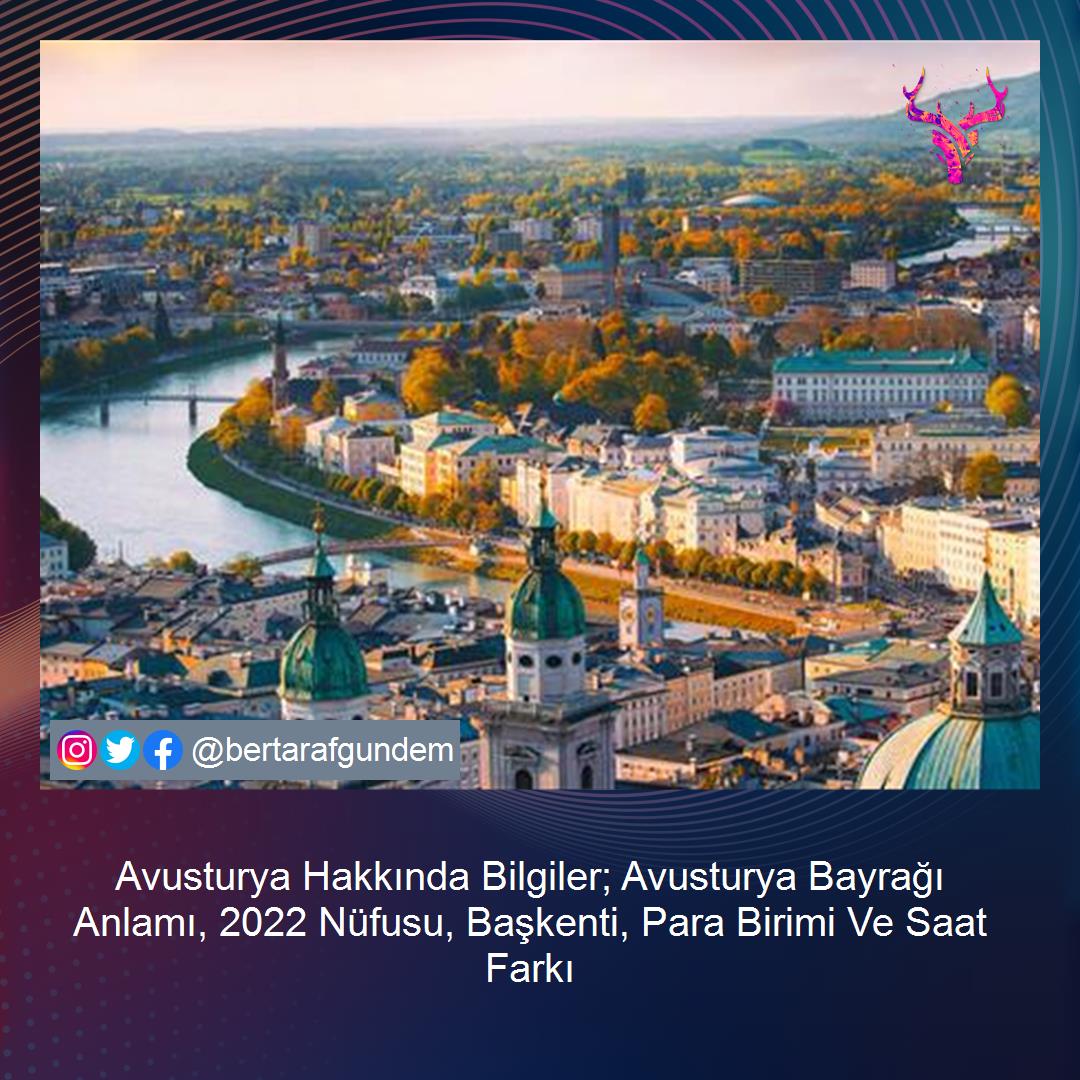 @bertarafgundem
Avusturya Hakkında Bilgiler; Avusturya Bayrağı
Anlamı, 2022 Nüfusu, Başkenti, Para Birimi Ve Saat
Farkı